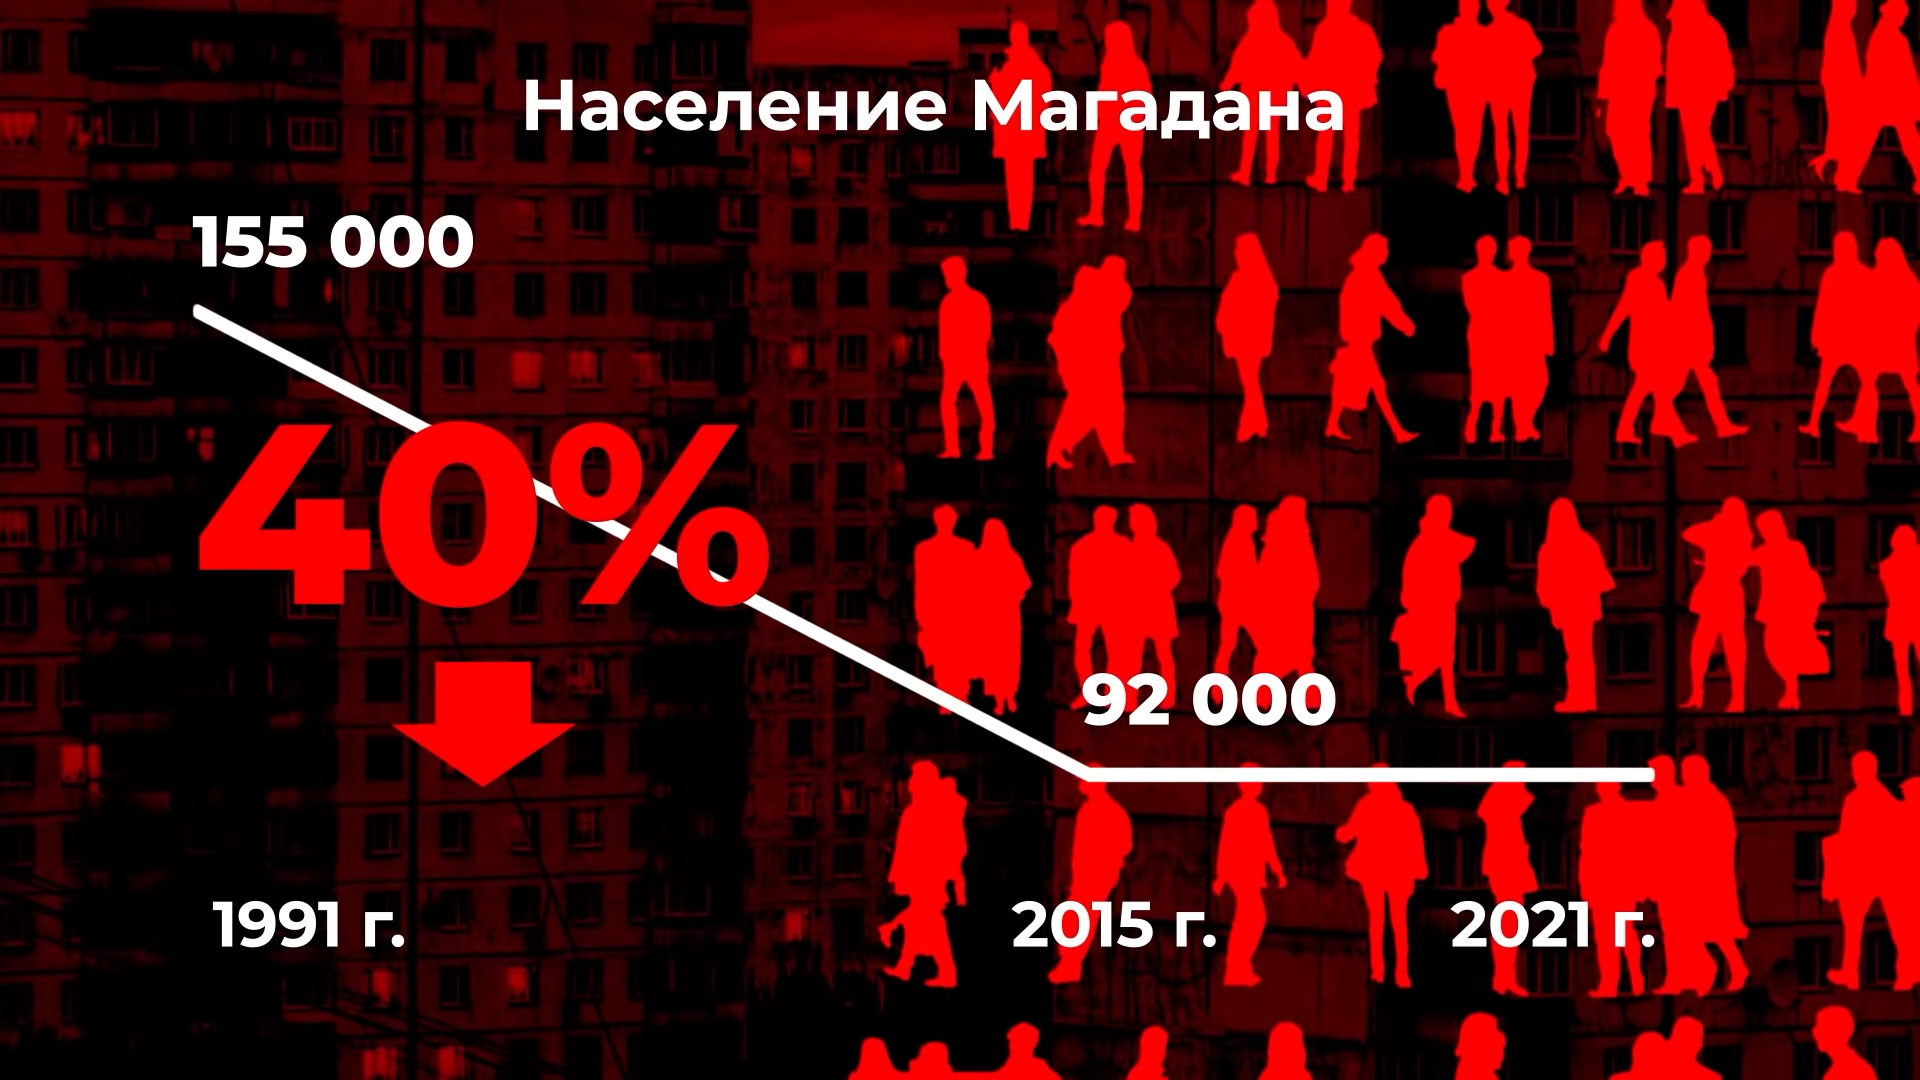 Население Магадана
155 000
40%
92 000
1991 г.
2015 г.
2021 г.